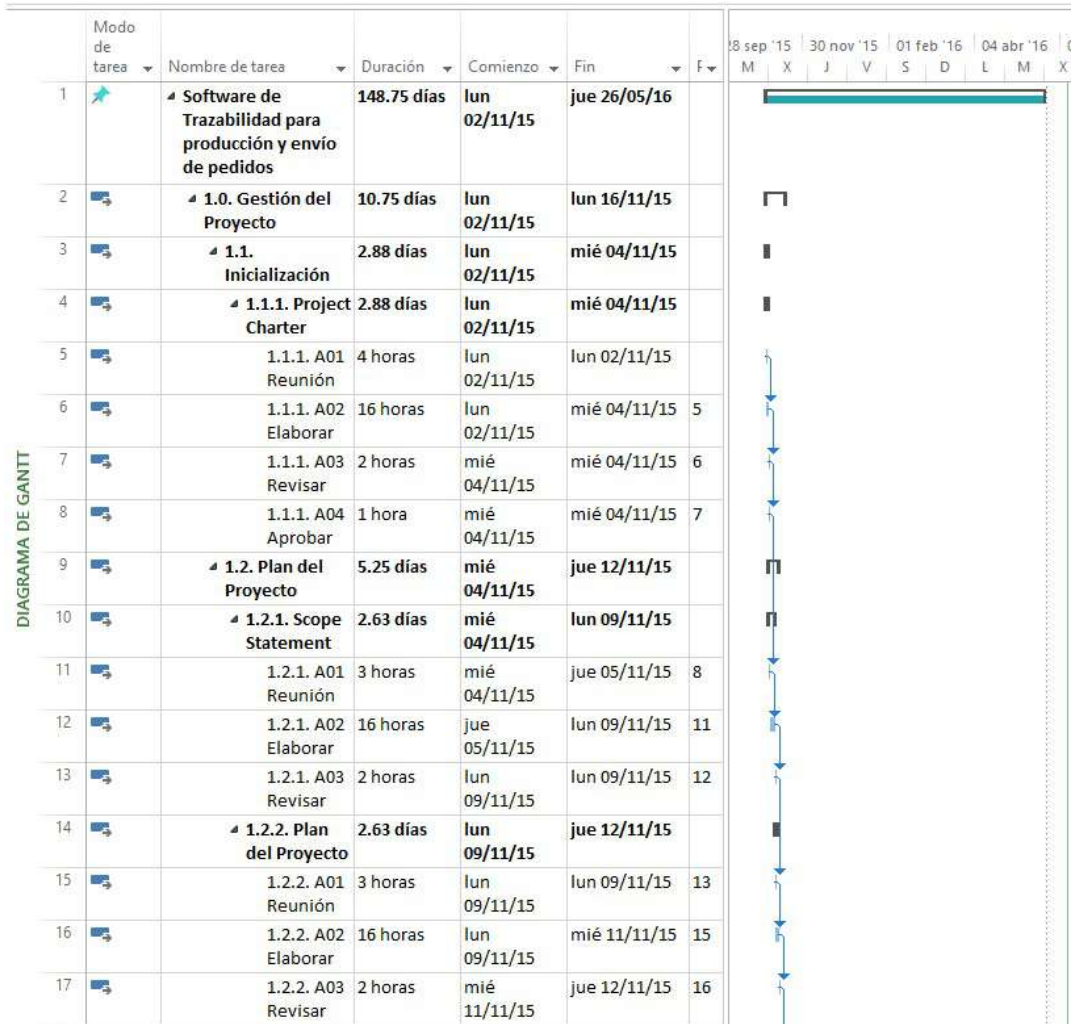 Modo
de
tarea Nombre de tarea Duración Comienzo Fin
28 sep '15 30 nov '15 01 feb '16 04 abr '16
M X J V S D L M X
DIAGRAMA DE GANTT
1 Software de 148.75 días lun jue 26/05/16
Trazabilidad para 02/11/15
producción y envío
de pedidos
2 1.0. Gestión del 10.75 días lun lun 16/11/15
Proyecto 02/11/15
3 1.1. 2.88 días lun mié 04/11/15
Inicialización 02/11/15
4 1.1.1. Project 2.88 días lun mié 04/11/15
Charter 02/11/15
5 1.1.1. A01 4 horas lun lun 02/11/15
Reunión 02/11/15
6 1.1.1. A02 16 horas lun mié 04/11/15 5
Elaborar 02/11/15
7 1.1.1. A03 2 horas mié mié 04/11/15 6
Revisar 04/11/15
8 1.1.1. A04 1 hora mié mié 04/11/15 7
Aprobar 04/11/15
9 1.2. Plan del 5.25 días mié jue 12/11/15
Proyecto 04/11/15
10 1.2.1. Scope 2.63 días mié lun 09/11/15
Statement 04/11/15
11 1.2.1. A01 3 horas mié jue 05/11/15 8
Reunión 04/11/15
12 1.2.1. A02 16 horas jue lun 09/11/15 11
Elaborar 05/11/15
13 1.2.1. A03 2 horas lun lun 09/11/15 12
Revisar 09/11/15
14 1.2.2. Plan 2.63 días lun jue 12/11/15
del Proyecto 09/11/15
15 1.2.2. A01 3 horas lun lun 09/11/15 13
Reunión 09/11/15
16 1.2.2. A02 16 horas lun mié 11/11/15 15
Elaborar 09/11/15
17 1.2.2. A03 2 horas mié jue 12/11/15 16
Revisar 11/11/15